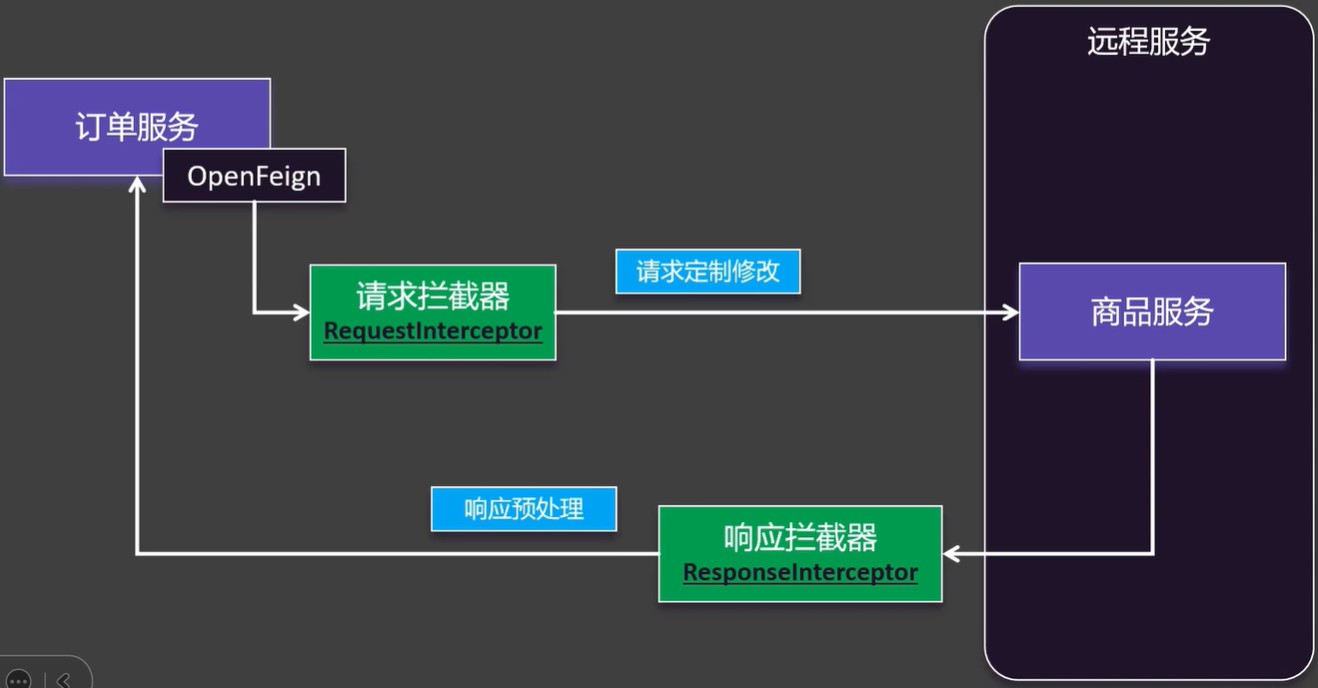 远程服务
订单服务
OpenFeign
请求定制修改
请求拦截器
RequestInterceptor
商品服务
响应预处理
响应拦截器
ResponseInterceptor